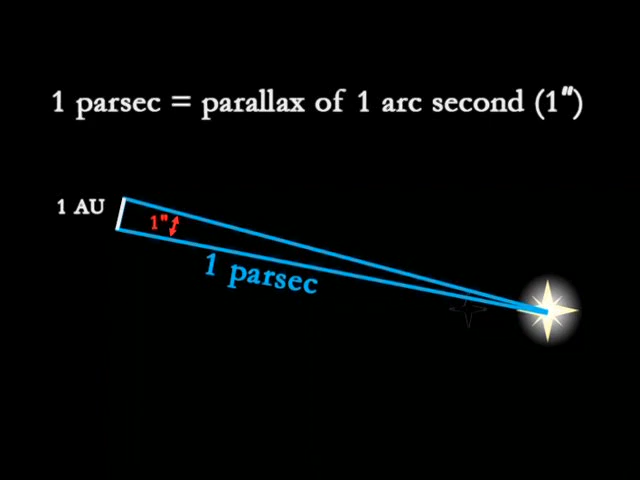 1 parsec = parallax of 1 arc second (1")
1 AU
1"
1 parsec